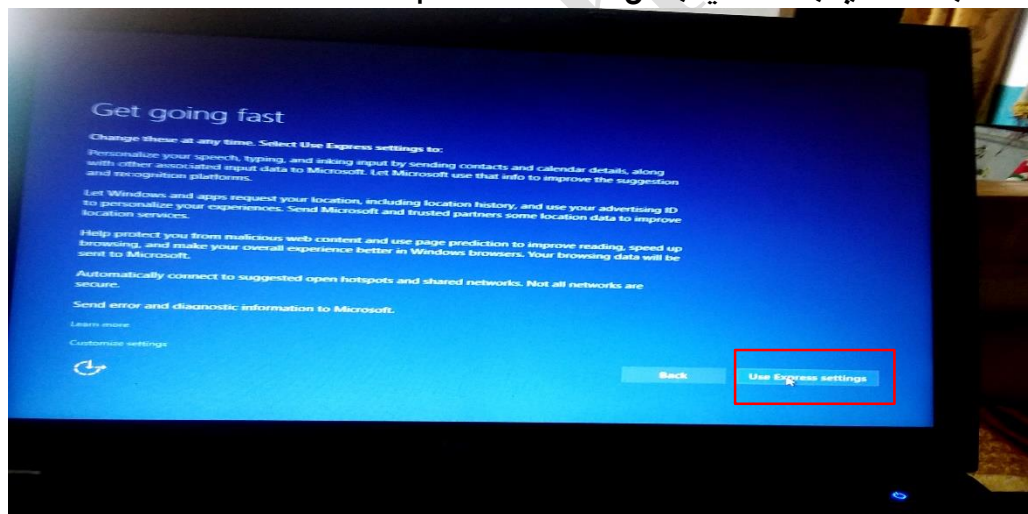 Get going fast
Change these at any time. Select Use Express settings to:
Personalize your speech, typing, and inking input by sending contacts and calendar details, along
with other associated input data to Microsoft. Let Microsoft use that info to improve the suggestion
and recognition platforms.
Let Windows and apps request your location, including location history, and use your advertising ID
to personalize your experiences. Send Microsoft and trusted partners some location data to improve
location services.
Help protect you from malicious web content and use page prediction to improve reading, speed up
browsing, and make your overall experience better in Windows browsers. Your browsing data will be
sent to Microsoft.
Automatically connect to suggested open hotspots and shared networks. Not all networks are
secure.
Send error and diagnostic information to Microsoft.
Learn more
Customize settings
Back
Use Express settings